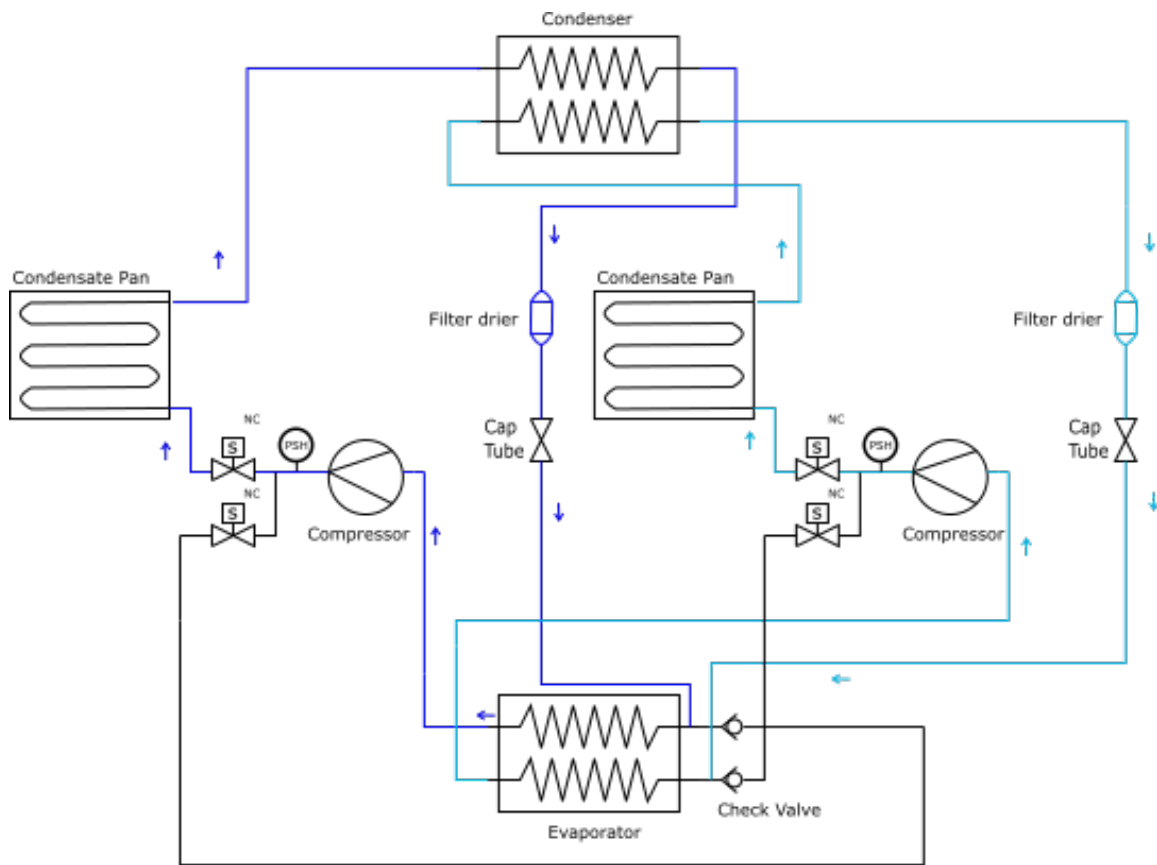 Condenser
Condensate Pan
Condensate Pan
Filter drier
Filter drier
NC
S
PSH
Cap
Tube
NC
S
PSH
Cap
Tube
NC
S
Compressor
NC
S
Compressor
Check Valve
Evaporator